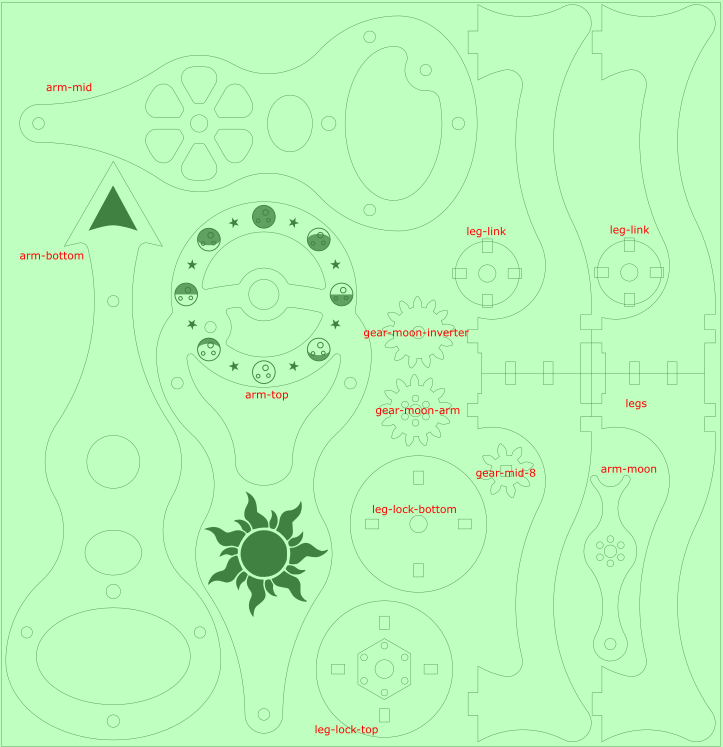 arm-mid
arm-bottom
leg-link
leg-link
gear-moon-inverter
arm-top
gear-moon-arm
legs
gear-mid-8
arm-moon
leg-lock-bottom
leg-lock-top